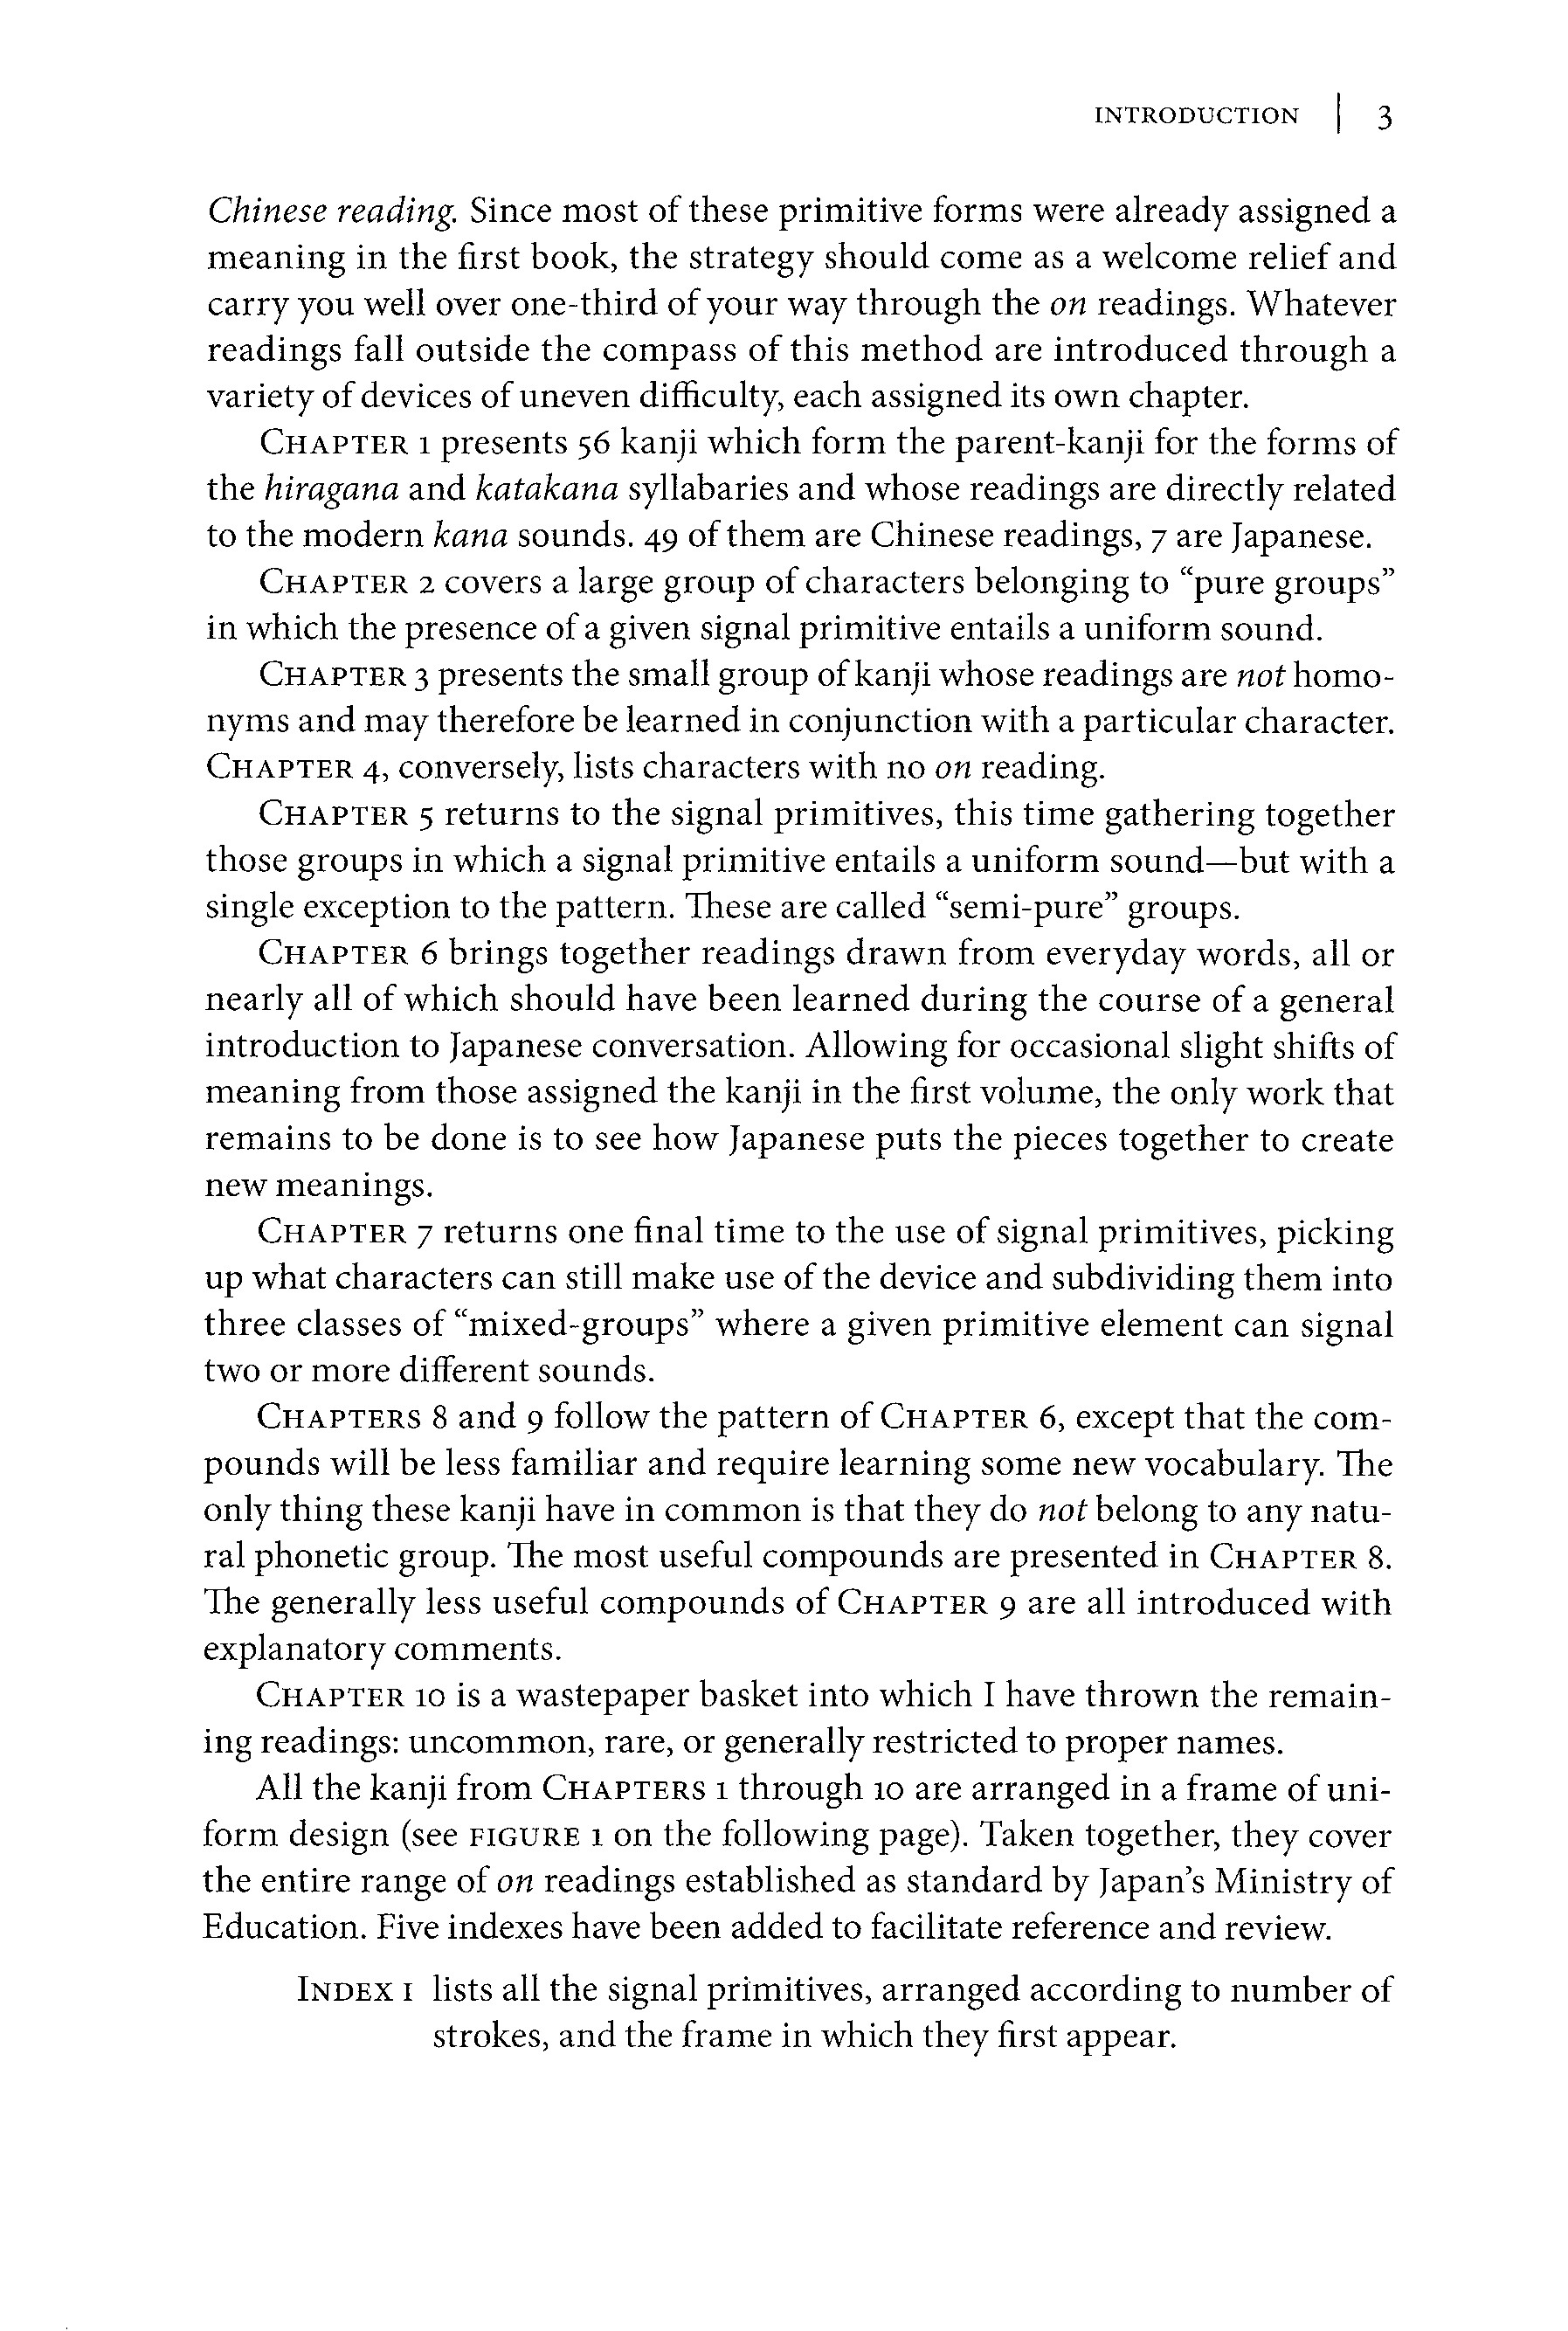 INTRODUCTION | 3
Chinese reading. Since most of these primitive forms were already assigned a
meaning in the first book, the strategy should come as a welcome relief and
carry you well over one-third of your way through the on readings. Whatever
readings fall outside the compass of this method are introduced through a
variety of devices of uneven difficulty, each assigned its own chapter.
CHAPTER 1 presents 56 kanji which form the parent-kanji for the forms of
the hiragana and katakana syllabaries and whose readings are directly related
to the modern kana sounds. 49 of them are Chinese readings, 7 are Japanese.
CHAPTER 2 covers a large group of characters belonging to “pure groups”
in which the presence of a given signal primitive entails a uniform sound.
CHAPTER 3 presents the small group of kanji whose readings are not homo-
nyms and may therefore be learned in conjunction with a particular character.
CHAPTER 4, conversely, lists characters with no on reading.
CHAPTER 5 returns to the signal primitives, this time gathering together
those groups in which a signal primitive entails a uniform sound—but with a
single exception to the pattern. These are called “semi-pure” groups.
CHAPTER 6 brings together readings drawn from everyday words, all or
nearly all of which should have been learned during the course of a general
introduction to Japanese conversation. Allowing for occasional slight shifts of
meaning from those assigned the kanji in the first volume, the only work that
remains to be done is to see how Japanese puts the pieces together to create
new meanings.
CHAPTER 7 returns one final time to the use of signal primitives, picking
up what characters can still make use of the device and subdividing them into
three classes of “mixed-groups” where a given primitive element can signal
two or more different sounds.
CHAPTERS 8 and 9 follow the pattern of CHAPTER 6, except that the com-
pounds will be less familiar and require learning some new vocabulary. The
only thing these kanji have in common is that they do not belong to any natu-
ral phonetic group. The most useful compounds are presented in CHAPTER 8.
The generally less useful compounds of CHAPTER 9 are all introduced with
explanatory comments.
CHAPTER 10 is a wastepaper basket into which I have thrown the remain-
ing readings: uncommon, rare, or generally restricted to proper names.
All the kanji from CHAPTERS 1 through 10 are arranged in a frame of uni-
form design (see FIGURE 1 on the following page). Taken together, they cover
the entire range of on readings established as standard by Japan’s Ministry of
Education. Five indexes have been added to facilitate reference and review.
INDEX I lists all the signal primitives, arranged according to number of
strokes, and the frame in which they first appear.